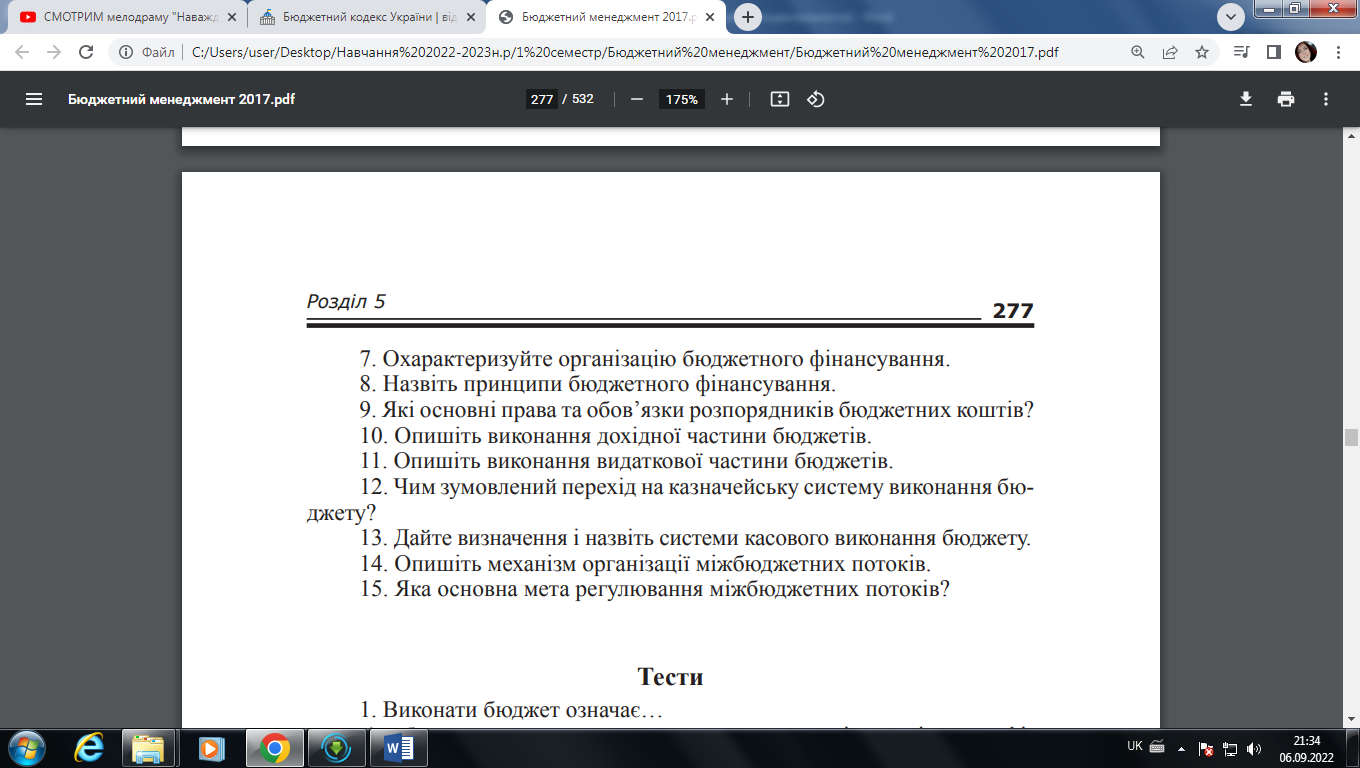 СМОТРИМ мелодраму "Наважд
Бюджетний кодекс України | від
Бюджетний менеджмент 2017.p
Файл
C:/Users/user/Desktop/Навчання%202022-2023н.р/1%20семестр/Бюджетний%20менеджмент/Бюджетний%20менеджмент%202017.pdf
Бюджетний менеджмент 2017.pdf
277 / 532
175%
Розділ 5
277
7. Охарактеризуйте організацію бюджетного фінансування.
8. Назвіть принципи бюджетного фінансування.
9. Які основні права та обов’язки розпорядників бюджетних коштів?
10. Опишіть виконання дохідної частини бюджетів.
11. Опишіть виконання видаткової частини бюджетів.
12. Чим зумовлений перехід на казначейську систему виконання бю-
джету?
13. Дайте визначення і назвіть системи касового виконання бюджету.
14. Опишіть механізм організації міжбюджетних потоків.
15. Яка основна мета регулювання міжбюджетних потоків?
Тести
1. Виконати бюджет означає…
UK
21:34
06.09.2022